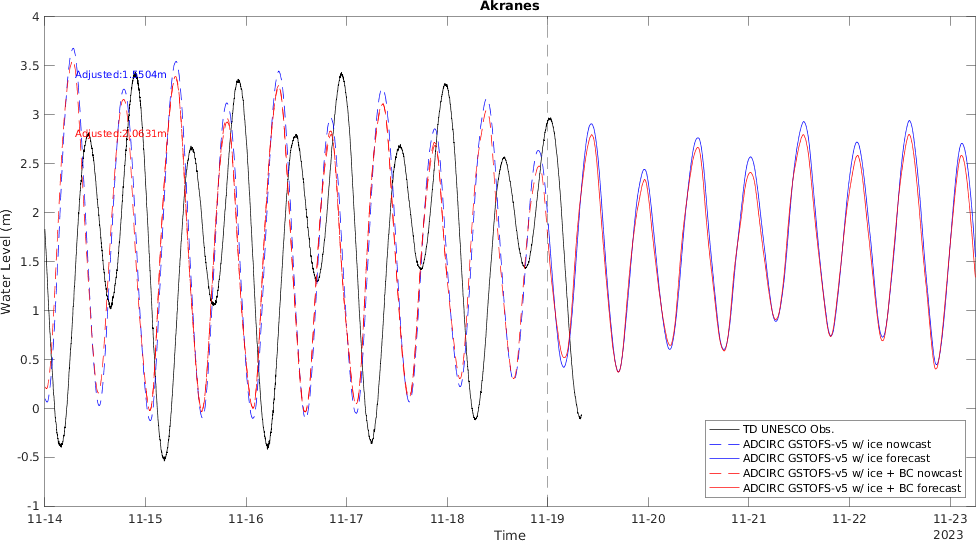 Akranes
4
3.5
3
2.5
2
1.5
1
0.5
0
-0.5
-1
Water Level (m)
Adjusted:2.0631m
11-14
11-15
11-16
11-17
11-18
11-19
11-20
11-21
11-22
11-23
2023
Time
TD UNESCO Obs.
ADCIRC GSTOFS-v5 w/ ice nowcast
ADCIRC GSTOFS-v5 w/ ice forecast
ADCIRC GSTOFS-v5 w/ ice + BC nowcast
ADCIRC GSTOFS-v5 w/ ice + BC forecast